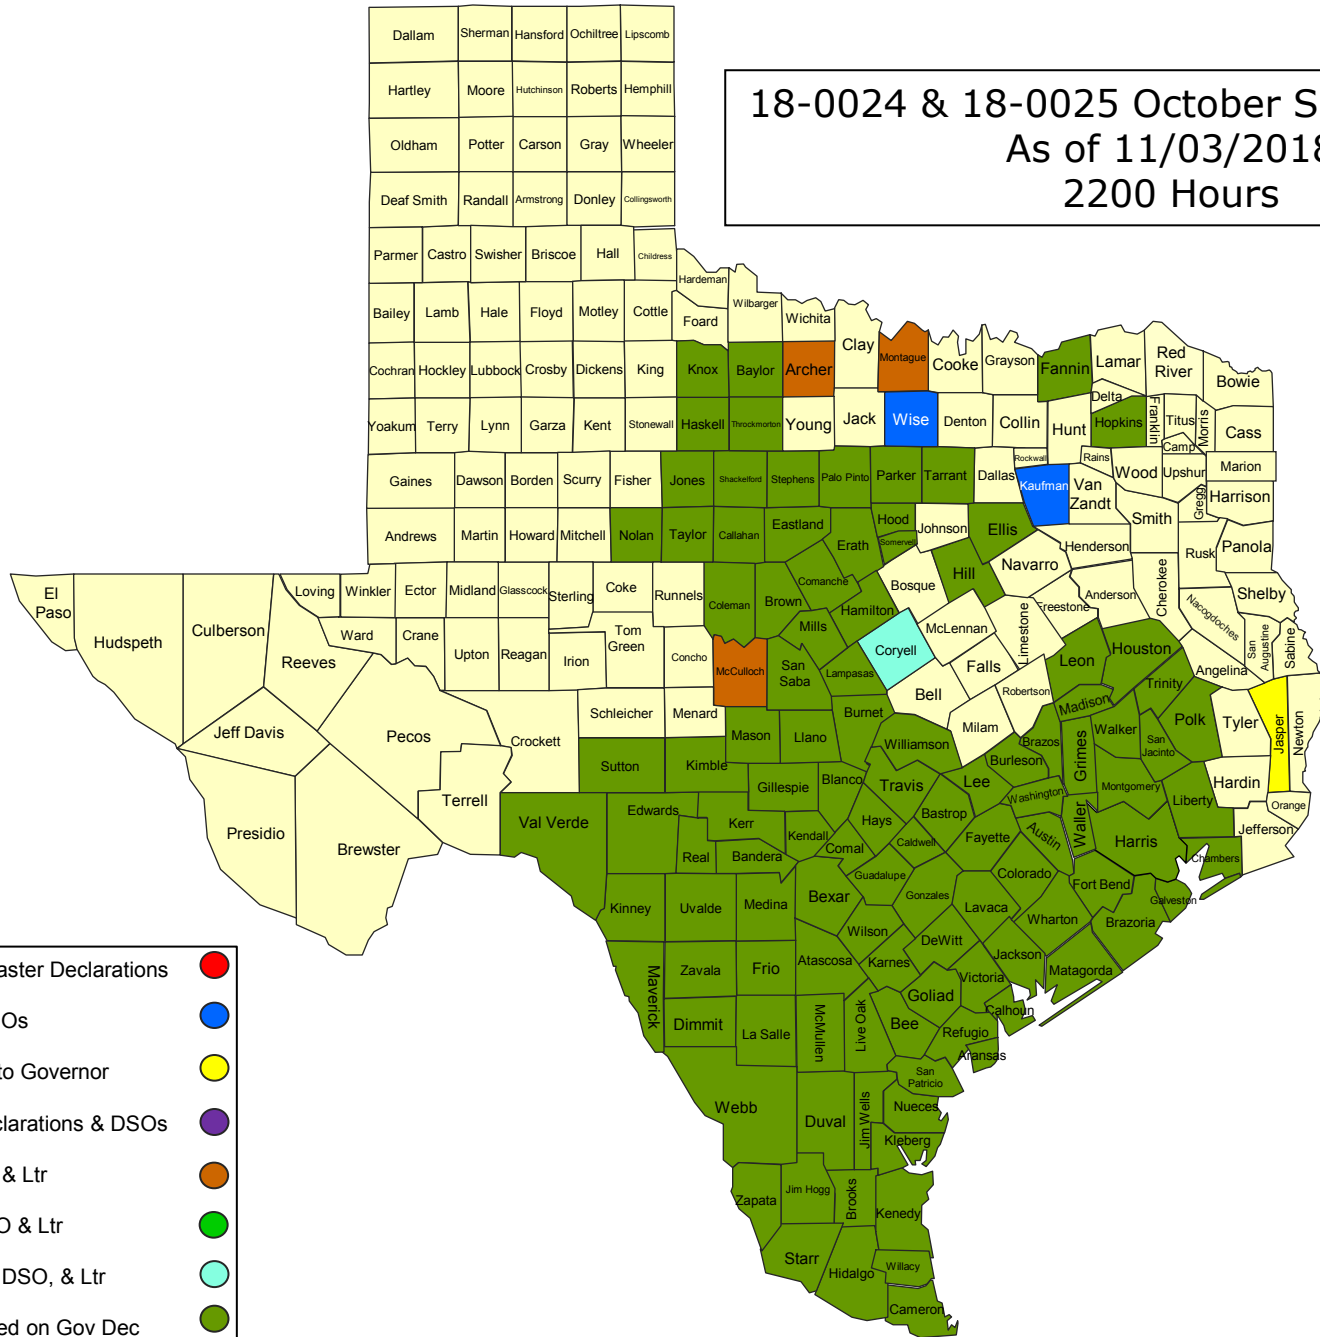 Dallam Sherman Hansford Ochiltree Lipscomb
Hartley Moore Hutchinson Roberts Hemphill
18-0024 & 18-0025 October S
As of 11/03/2018
2200 Hours
Oldham Potter Carson Gray Wheeler
Deaf Smith Randall Armstrong Donley Collingsworth
Parmer Castro Swisher Briscoe Hall Childress
Hardeman
Bailey Lamb Hale Floyd Motley Cottle Foard Wilbarger Wichita
Clay Montague Cooke Grayson Fannin Lamar Red River Bowie
Cochran Hockley Lubbock Crosby Dickens King Knox Baylor Archer
Delta
Yoakum Terry Lynn Garza Kent Stonewall Haskell Throckmorton Young Jack Wise Denton Collin Hunt Hopkins Franklin Titus Morris Cass
Camp
Gaines Dawson Borden Scurry Fisher Jones Shackelford Stephens Palo Pinto Parker Tarrant Dallas Rockwall Rains Wood Upshur Marion
Kaufman Van Zandt Gregg Harrison
Andrews Martin Howard Mitchell Nolan Taylor Callahan Eastland Hood Johnson Ellis Smith
Somervell Erath Henderson Rusk Panola
El Paso Hudspeth Culberson Loving Winkler Ector Midland Glasscock Sterling Coke Runnels Coleman Brown Comanche Bosque Hill Navarro Anderson Cherokee Shelby
Reeves Ward Crane Upton Reagan Irion Tom Green Concho Mills Hamilton McLennan Limestone Freestone Nacogdoches San Augustine Sabine
McCulloch San Saba Lampasas Coryell Falls Leon Houston Angelina
Bell Robertson Madison Trinity
Jeff Davis Pecos Crockett Schleicher Menard Mason Llano Burnet Williamson Milam Brazos Grimes Walker San Jacinto Polk Tyler Jasper Newton
Sutton Kimble Gillespie Blanco Travis Lee Burleson Washington Montgomery Liberty Hardin Orange
Presidio Brewster Terrell Val Verde Edwards Kerr Kendall Hays Bastrop Caldwell Fayette Austin Waller Harris Jefferson Chambers
Real Bandera Comal Guadalupe Gonzales Colorado Fort Bend Galveston
Kinney Uvalde Medina Bexar Wilson Lavaca Wharton Brazoria
Maverick Zavala Frio Atascosa Karnes DeWitt Jackson Matagorda
Victoria Goliad Calhoun
Dimmit La Salle McMullen Live Oak Bee Refugio Aransas
San Patricio
Webb Duval Jim Wells Nueces
Kleberg
Zapata Jim Hogg Brooks Kenedy
Starr Hidalgo Willacy
Cameron
aster Declarations
Os
to Governor
clarations & DSOs
& Ltr
O & Ltr
DSO, & Ltr
ed on Gov Dec